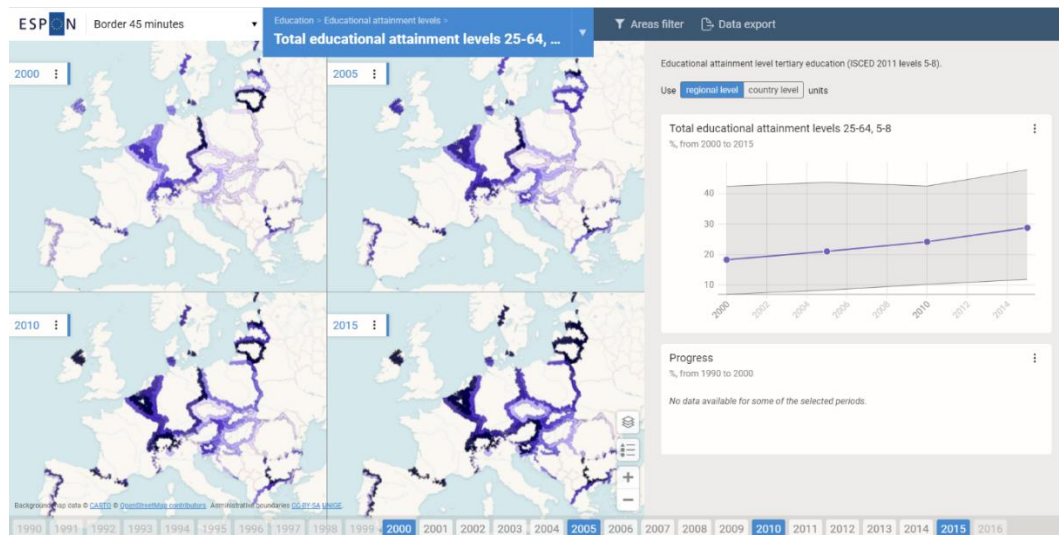 ESPON
Border 45 minutes
Education > Educational attainment levels >
Total educational attainment levels 25-64, ...
Areas filter
Data export
2000
2005
2010
2015
Background map data © CARTO © OpenStreetMap contributors. Administrative boundaries CC-BY-SA UNIGE.
Educational attainment level tertiary education (ISCED 2011 levels 5-8).
Use regional level country level units
Total educational attainment levels 25-64, 5-8
%, from 2000 to 2015
40
30
20
10
2000 2002 2004 2006 2008 2010 2012 2014
Progress
%, from 1990 to 2000
No data available for some of the selected periods.
1990 1991 1992 1993 1994 1995 1996 1997 1998 1999 2000 2001 2002 2003 2004 2005 2006 2007 2008 2009 2010 2011 2012 2013 2014 2015 2016